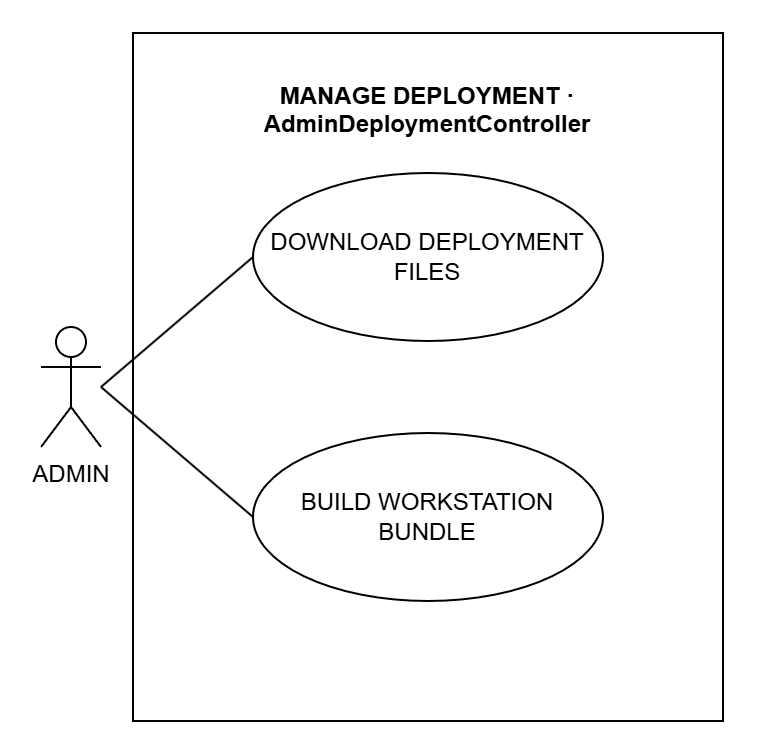 MANAGE DEPLOYMENT ·
AdminDeploymentController
DOWNLOAD DEPLOYMENT
FILES
ADMIN
BUILD WORKSTATION
BUNDLE